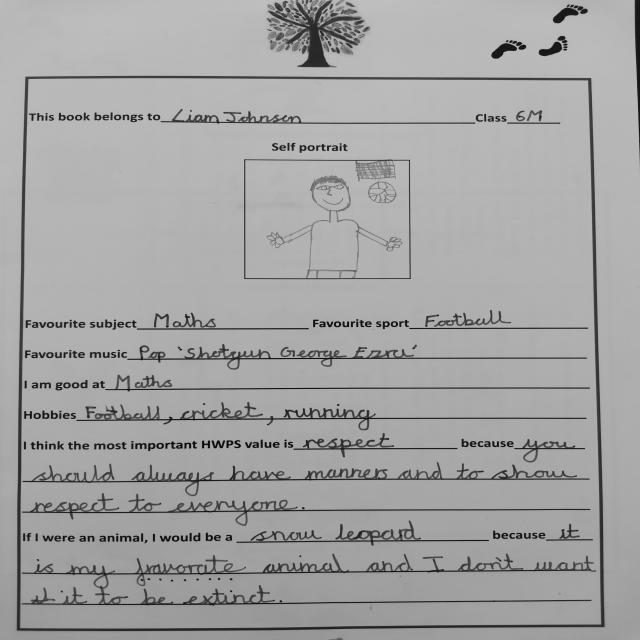 This book belongs to Liam Johnson Class 6M
Self portrait
Favourite subject Maths Favourite sport Football
Favourite music Pop 'Shotgun George Ezra'
I am good at Maths
Hobbies Football, cricket, running
I think the most important HWPS value is respect because you
should always have manners and to show
respect to everyone.
If I were an animal, I would be a snow leopard because it
is my fravorate animal and I don't want
it to be extinct.